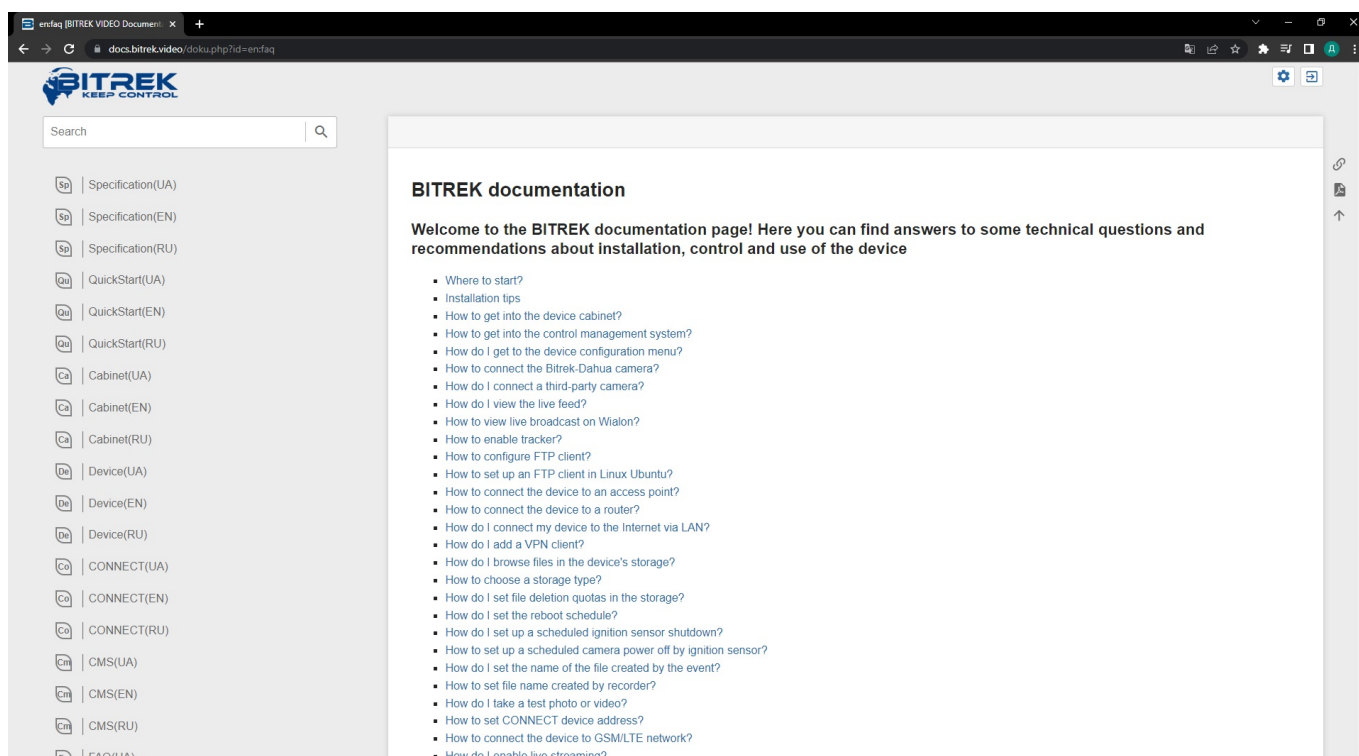 en:faq [BITREK VIDEO Document
docs.bitrek.video/doku.php?id=en:faq
Д
BITREK
KEEP CONTROL
Search
Sp Specification(UA)
Sp Specification(EN)
Sp Specification(RU)
Qu QuickStart(UA)
Qu QuickStart(EN)
Qu QuickStart(RU)
Ca Cabinet(UA)
Ca Cabinet(EN)
Ca Cabinet(RU)
De Device(UA)
De Device(EN)
De Device(RU)
Co CONNECT(UA)
Co CONNECT(EN)
Co CONNECT(RU)
Cm CMS(UA)
Cm CMS(EN)
Cm CMS(RU)
FAQ(UA)
BITREK documentation
Welcome to the BITREK documentation page! Here you can find answers to some technical questions and
recommendations about installation, control and use of the device
Where to start?
Installation tips
How to get into the device cabinet?
How to get into the control management system?
How do I get to the device configuration menu?
How to connect the Bitrek-Dahua camera?
How do I connect a third-party camera?
How do I view the live feed?
How to view live broadcast on Wialon?
How to enable tracker?
How to configure FTP client?
How to set up an FTP client in Linux Ubuntu?
How to connect the device to an access point?
How to connect the device to a router?
How do I connect my device to the Internet via LAN?
How do I add a VPN client?
How do I browse files in the device's storage?
How to choose a storage type?
How do I set file deletion quotas in the storage?
How do I set the reboot schedule?
How do I set up a scheduled ignition sensor shutdown?
How to set up a scheduled camera power off by ignition sensor?
How do I set the name of the file created by the event?
How to set file name created by recorder?
How do I take a test photo or video?
How to set CONNECT device address?
How to connect the device to GSM/LTE network?
How do I enable live streaming?